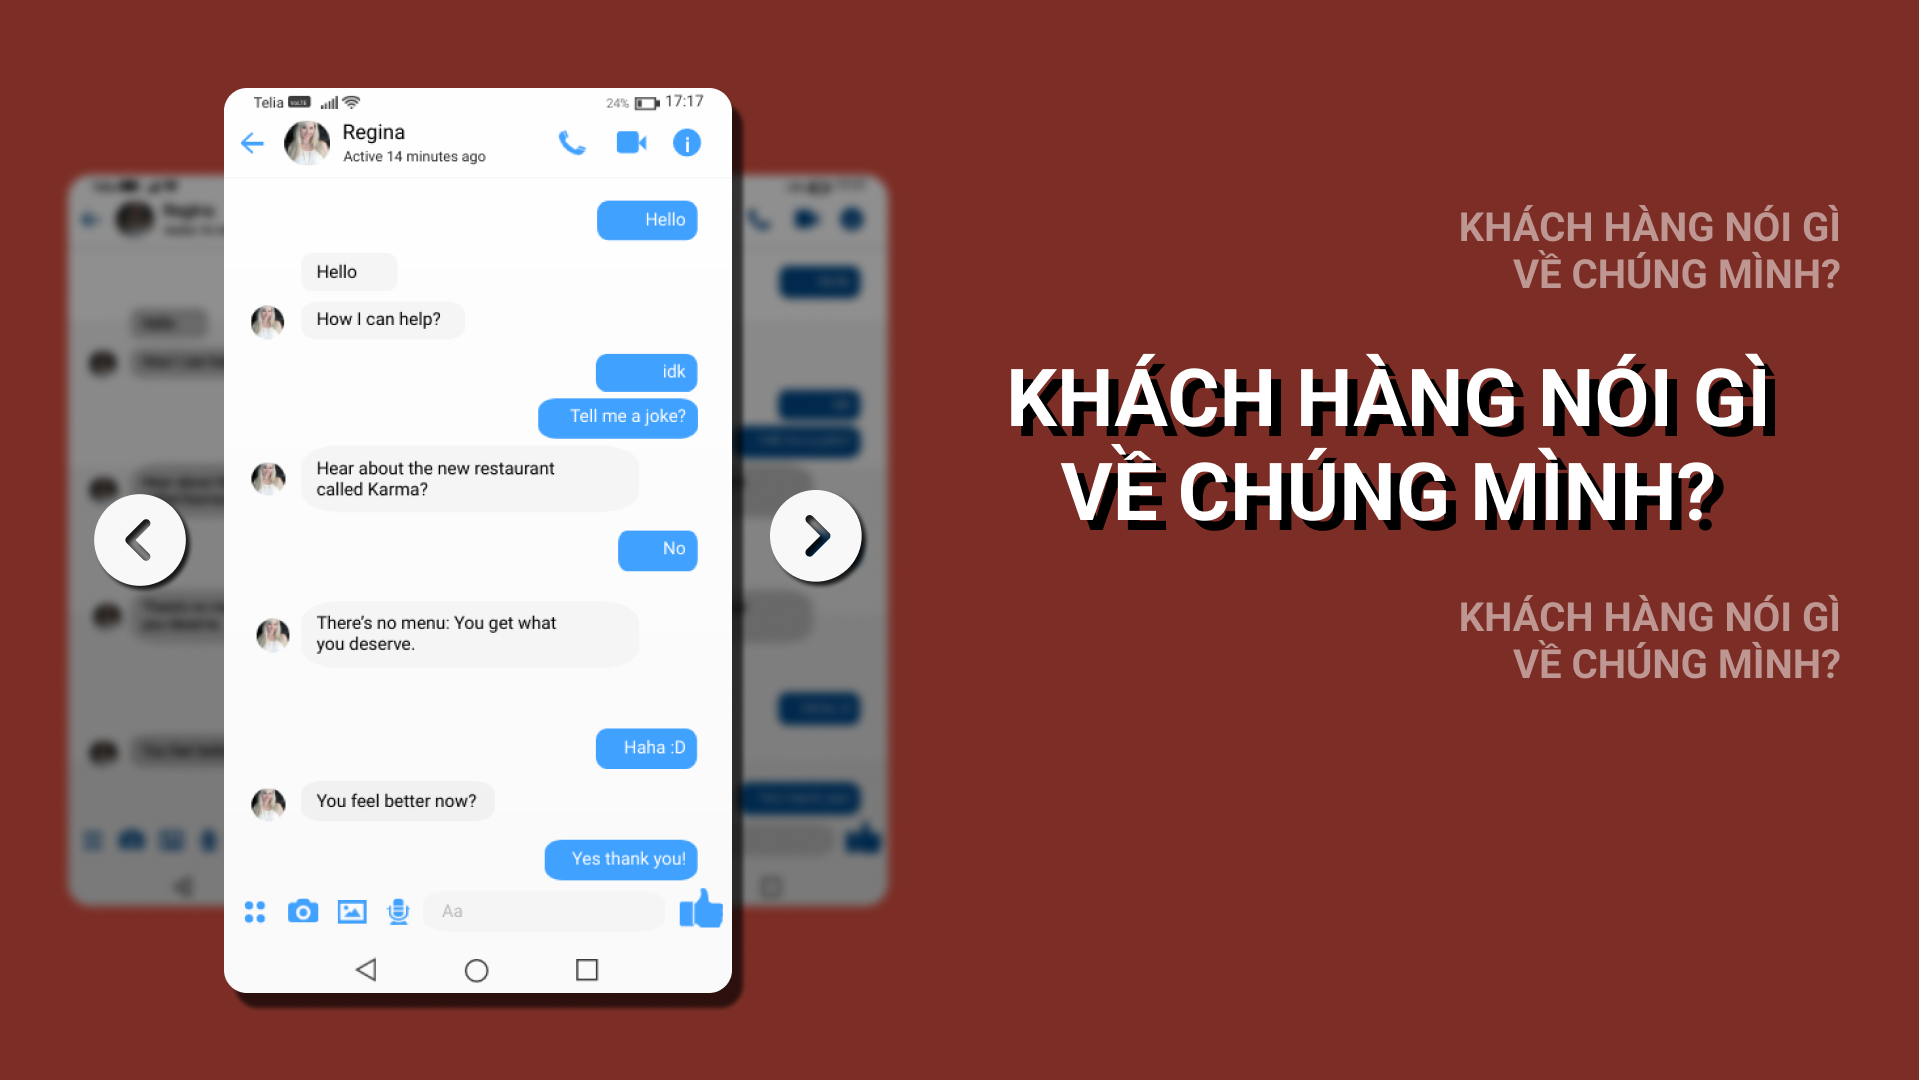 Telia VoLTE 24% 17:17
Regina
Active 14 minutes ago
Hello
Hello
How I can help?
idk
Tell me a joke?
Hear about the new restaurant
called Karma?
No
There's no menu: You get what
you deserve.
Haha :D
You feel better now?
Yes thank you!
Aa
KHÁCH HÀNG NÓI GÌ
VỀ CHÚNG MÌNH?
KHÁCH HÀNG NÓI GÌ
VỀ CHÚNG MÌNH?
KHÁCH HÀNG NÓI GÌ
VỀ CHÚNG MÌNH?